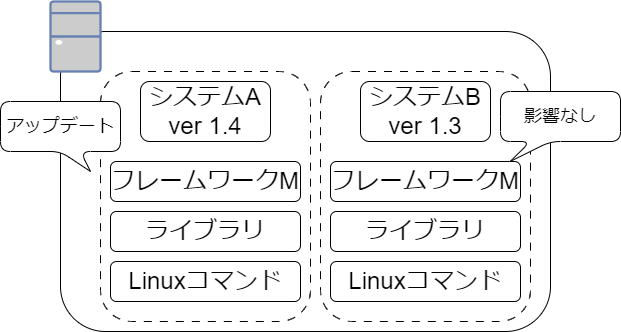 システムA
ver 1.4
システムB
ver 1.3
アップデート
影響なし
フレームワークM
フレームワークM
ライブラリ
ライブラリ
Linuxコマンド
Linuxコマンド